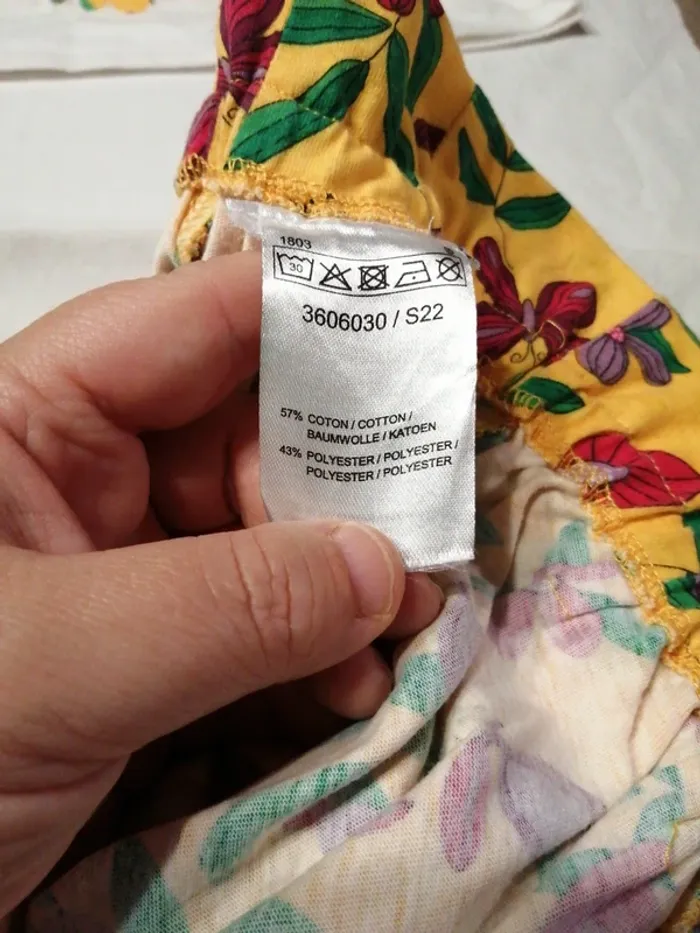 1803
30
3606030 / S22
57% COTON / COTTON /
BAUMWOLLE / KATOEN
43% POLYESTER / POLYESTER /
POLYESTER / POLYESTER